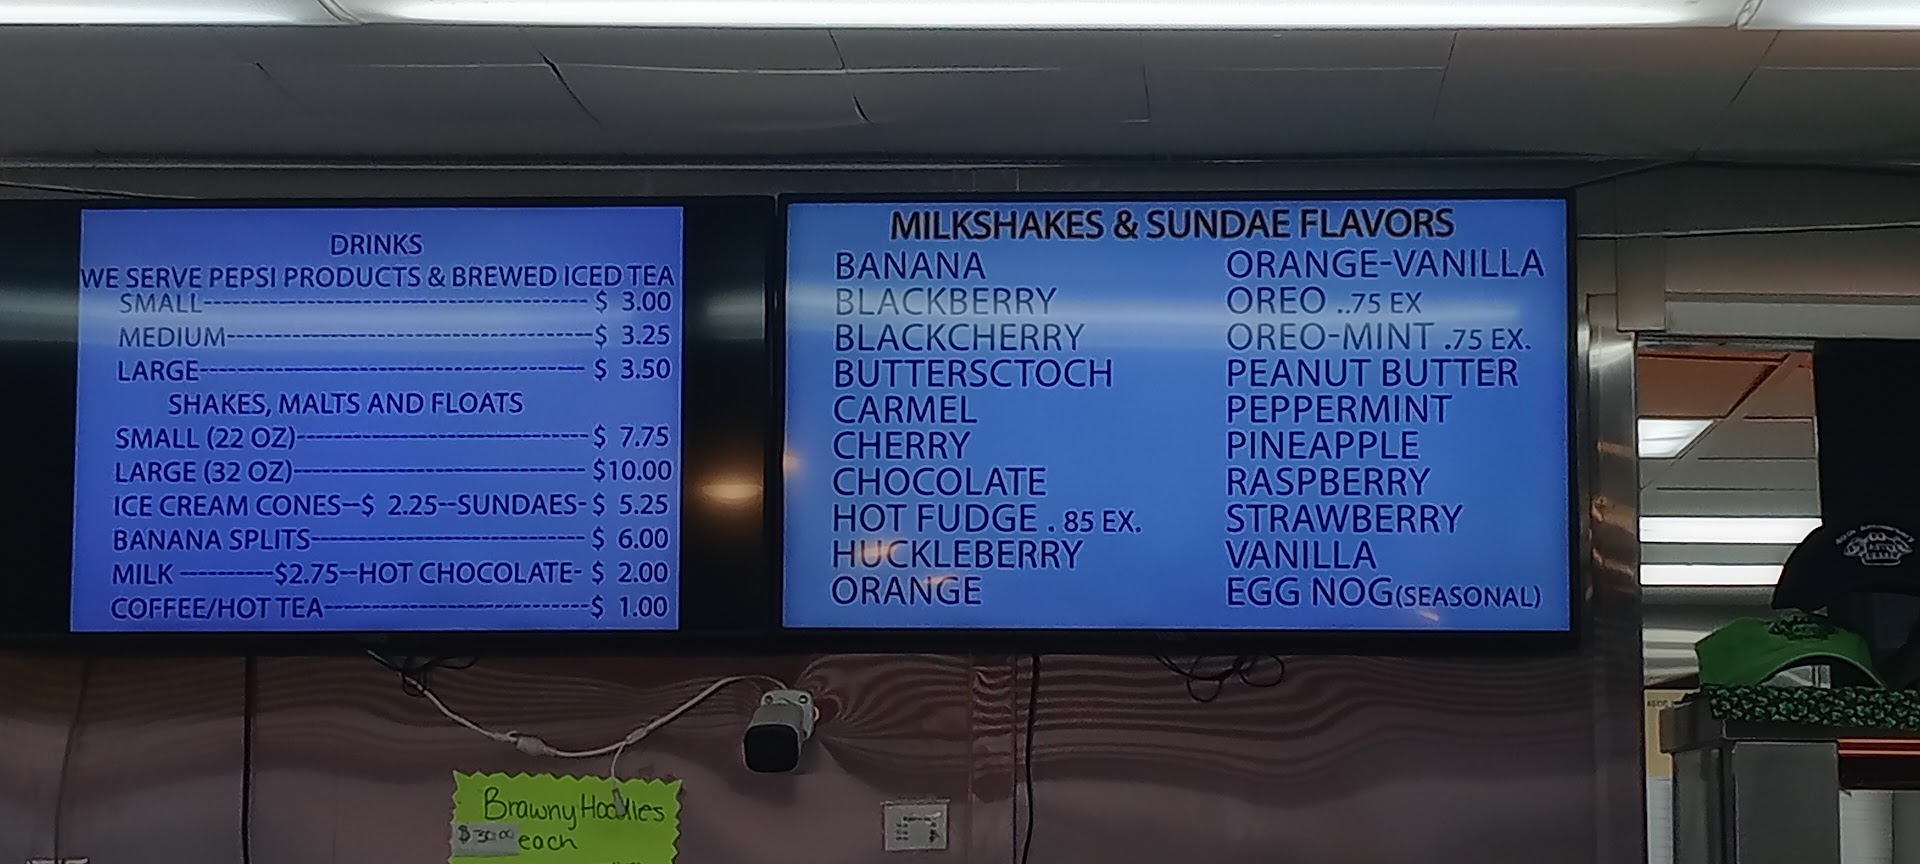 DRINKS
WE SERVE PEPSI PRODUCTS & BREWED ICED TEA
SMALL------------------------------------------$ 3.00
MEDIUM----------------------------------------$ 3.25
LARGE------------------------------------------$ 3.50
SHAKES, MALTS AND FLOATS
SMALL (22 OZ)--------------------------------$ 7.75
LARGE (32 OZ)--------------------------------$10.00
ICE CREAM CONES--$ 2.25--SUNDAES-$ 5.25
BANANA SPLITS------------------------------$ 6.00
MILK ----------$2.75--HOT CHOCOLATE- $ 2.00
COFFEE/HOT TEA-----------------------------$ 1.00
MILKSHAKES & SUNDAE FLAVORS
BANANA
BLACKBERRY
BLACKCHERRY
BUTTERSCTOCH
CARMEL
CHERRY
CHOCOLATE
HOT FUDGE . 85 EX.
HUCKLEBERRY
ORANGE
ORANGE-VANILLA
OREO ..75 EX
OREO-MINT .75 EX.
PEANUT BUTTER
PEPPERMINT
PINEAPPLE
RASPBERRY
STRAWBERRY
VANILLA
EGG NOG(SEASONAL)
Brawny Hoodies
$30.00 each